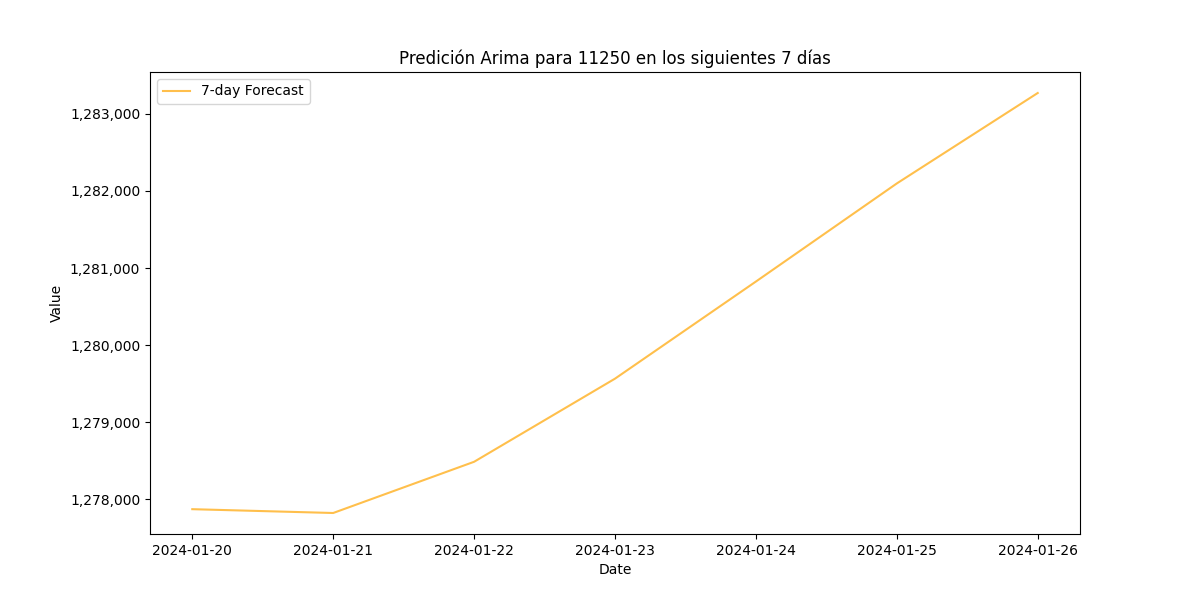 Predición Arima para 11250 en los siguientes 7 días
7-day Forecast
1,283,000
1,282,000
1,281,000
1,280,000
1,279,000
1,278,000
Value
2024-01-20 2024-01-21 2024-01-22 2024-01-23 2024-01-24 2024-01-25 2024-01-26
Date